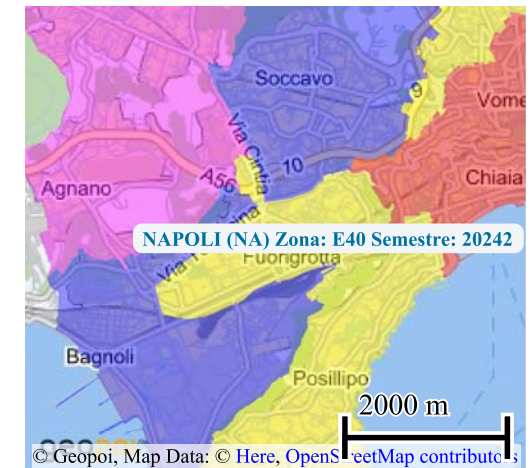 Soccavo
9
Vome
Via Cintia
10
Chiaia
A56
Agnano
NAPOLI (NA) Zona: E40 Semestre: 20242
Fuorigrotta
Bagnoli
Posillipo
2000 m
© Geopoi, Map Data: © Here, OpenStreetMap contributors